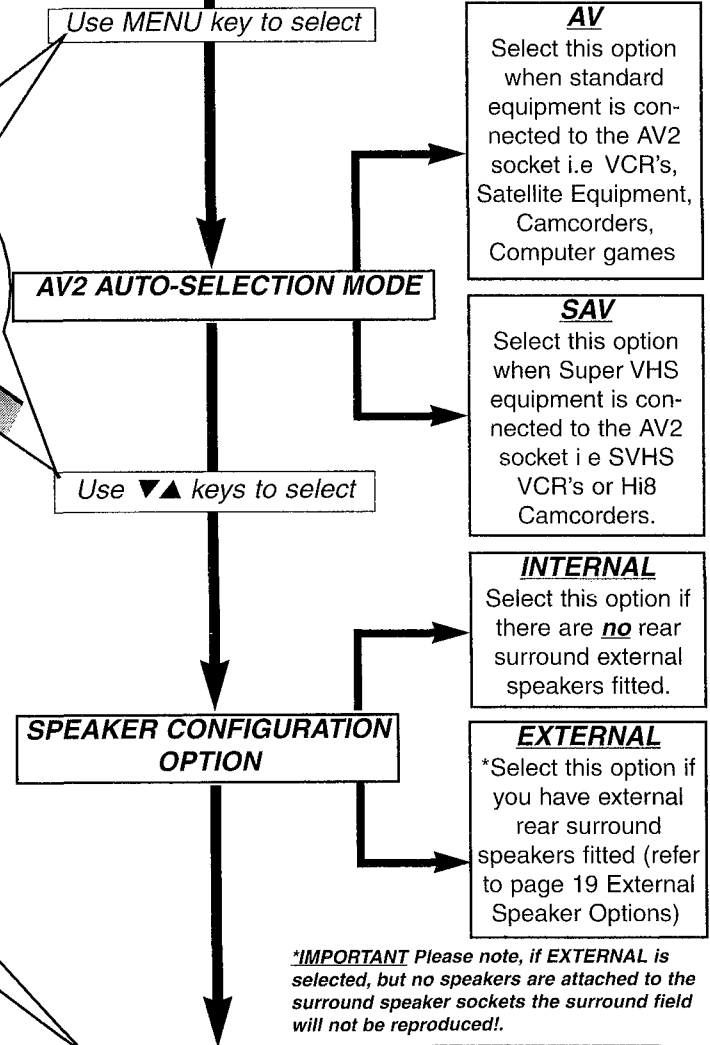 Use MENU key to select
AV
Select this option
when standard
equipment is con-
nected to the AV2
socket i.e VCR's,
Satellite Equipment,
Camcorders,
Computer games
AV2 AUTO-SELECTION MODE
SAV
Select this option
when Super VHS
equipment is con-
nected to the AV2
socket i e SVHS
VCR's or Hi8
Camcorders.
Use ▼▲ keys to select
INTERNAL
Select this option if
there are no rear
surround external
speakers fitted.
SPEAKER CONFIGURATION
OPTION
EXTERNAL
*Select this option if
you have external
rear surround
speakers fitted (refer
to page 19 External
Speaker Options)
*IMPORTANT Please note, if EXTERNAL is
selected, but no speakers are attached to the
surround speaker sockets the surround field
will not be reproduced!.